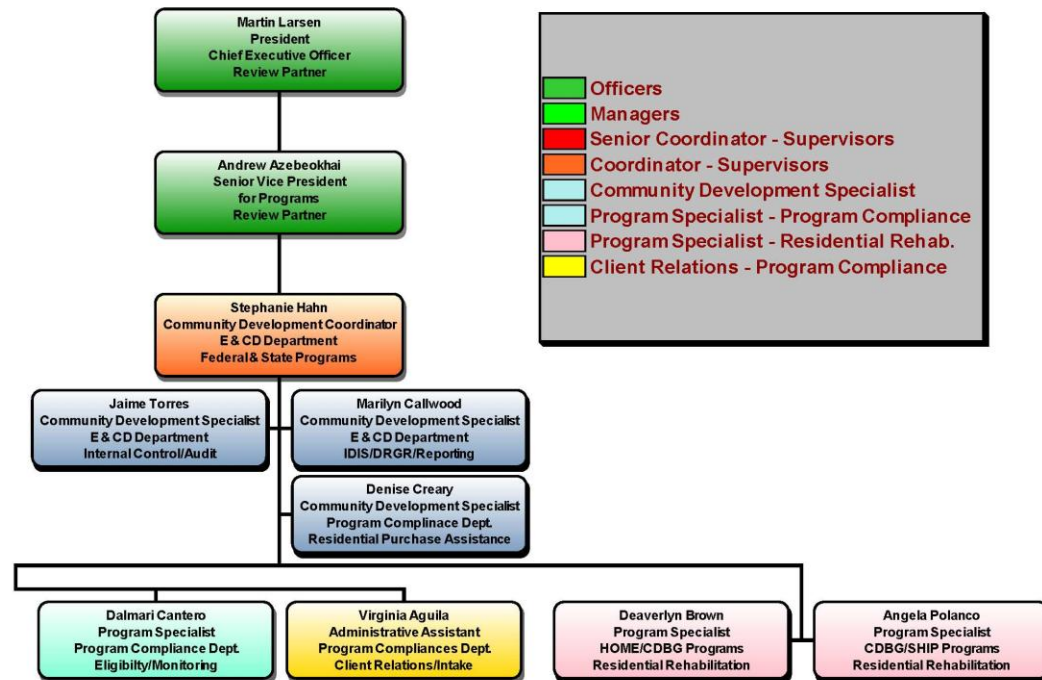 Martin Larsen
President
Chief Executive Officer
Review Partner
Officers
Managers
Senior Coordinator - Supervisors
Coordinator - Supervisors
Community Development Specialist
Program Specialist - Program Compliance
Program Specialist - Residential Rehab.
Client Relations - Program Compliance
Andrew Azebeokhai
Senior Vice President
for Programs
Review Partner
Stephanie Hahn
Community Development Coordinator
E & CD Department
Federal & State Programs
Jaime Torres
Community Development Specialist
E & CD Department
Internal Control/Audit
Marilyn Callwood
Community Development Specialist
E & CD Department
IDIS/DRGR/Reporting
Denise Creary
Community Development Specialist
Program Complinace Dept.
Residential Purchase Assistance
Dalmari Cantero
Program Specialist
Program Compliance Dept.
Eligibilty/Monitoring
Virginia Aguila
Administrative Assistant
Program Compliances Dept.
Client Relations/Intake
Deaverlyn Brown
Program Specialist
HOME/CDBG Programs
Residential Rehabilitation
Angela Polanco
Program Specialist
CDBG/SHIP Programs
Residential Rehabilitation